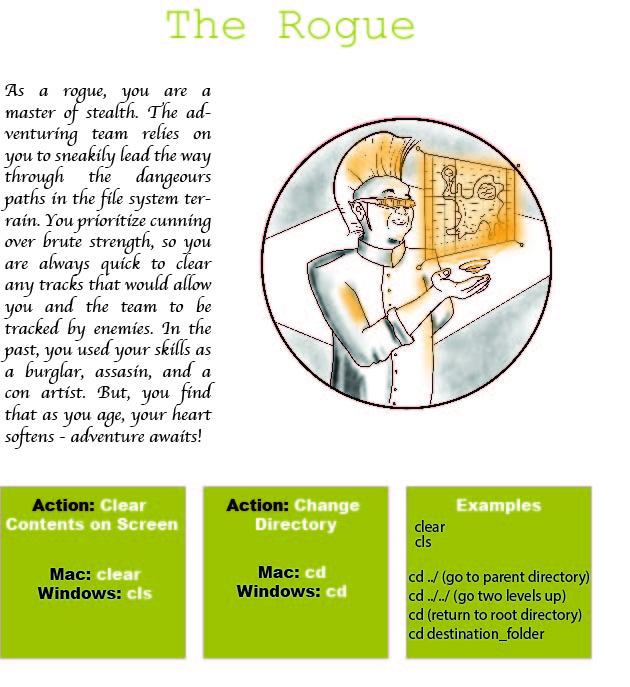 The Rogue
As a rogue, you are a
master of stealth. The ad-
venturing team relies on
you to sneakily lead the way
through the dangeours
paths in the file system ter-
rain. You prioritize cunning
over brute strength, so you
are always quick to clear
any tracks that would allow
you and the team to be
tracked by enemies. In the
past, you used your skills as
a burglar, assasin, and a
con artist. But, you find
that as you age, your heart
softens - adventure awaits!
Action: Clear
Contents on Screen
Mac: clear
Windows: cls
Action: Change
Directory
Mac: cd
Windows: cd
Examples
clear
cls
cd ../ (go to parent directory)
cd ../../ (go two levels up)
cd (return to root directory)
cd destination_folder